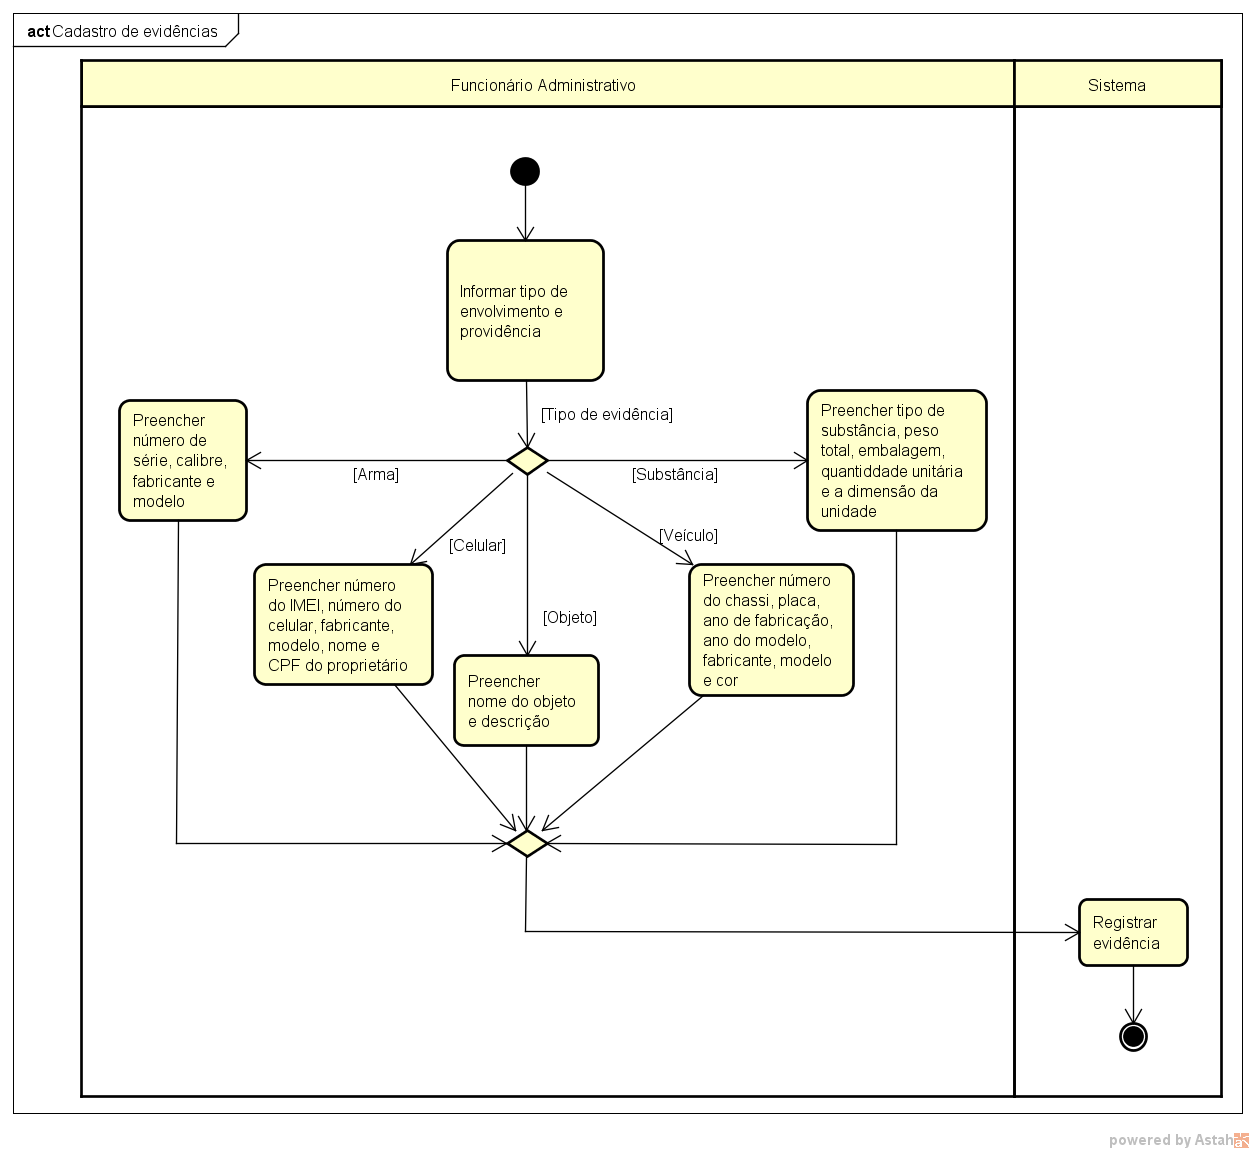 act Cadastro de evidências
Funcionário Administrativo
Sistema
Informar tipo de
envolvimento e
providência
[Tipo de evidência]
Preencher
número de
série, calibre,
fabricante e
modelo
[Arma]
[Substância]
Preencher tipo de
substância, peso
total, embalagem,
quantiddade unitária
e a dimensão da
unidade
[Celular]
[Veículo]
Preencher número
do IMEI, número do
celular, fabricante,
modelo, nome e
CPF do proprietário
[Objeto]
Preencher
nome do objeto
e descrição
Preencher número
do chassi, placa,
ano de fabricação,
ano do modelo,
fabricante, modelo
e cor
Registrar
evidência
powered by Astah